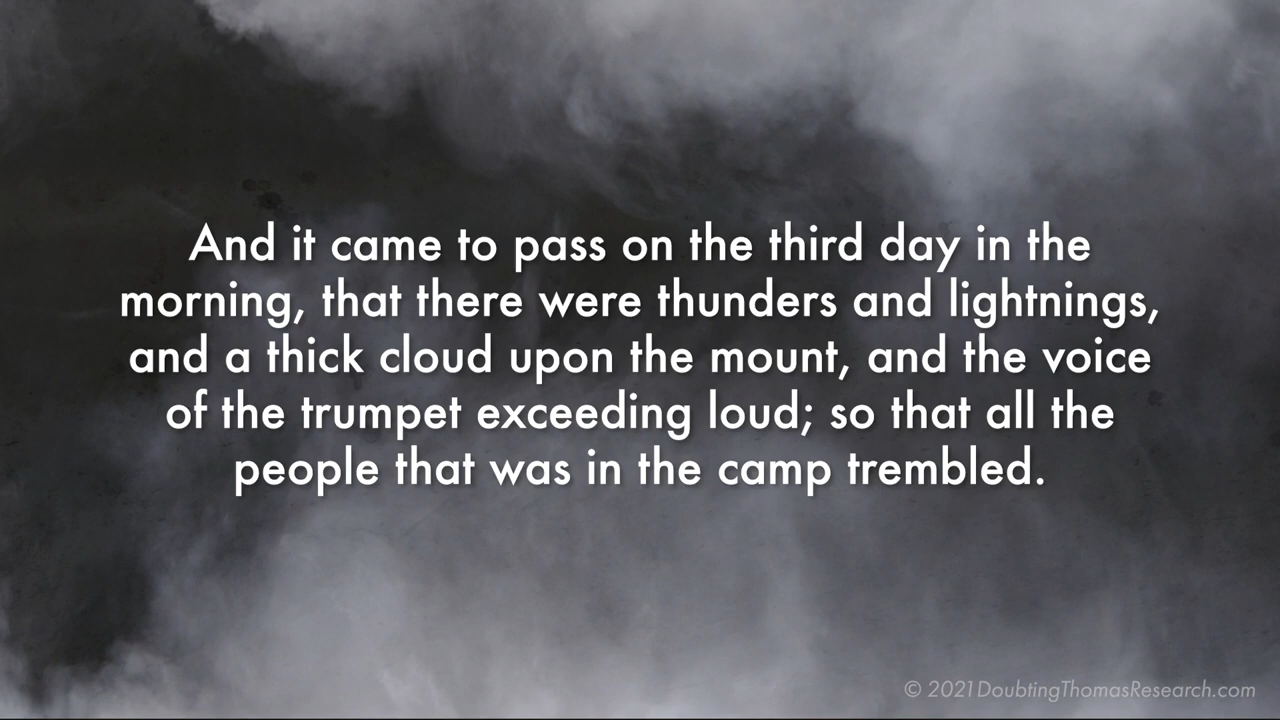 And it came to pass on the third day in the
morning, that there were thunders and lightnings,
and a thick cloud upon the mount, and the voice
of the trumpet exceeding loud; so that all the
people that was in the camp trembled.
© 2021DoubtingThomasResearch.com